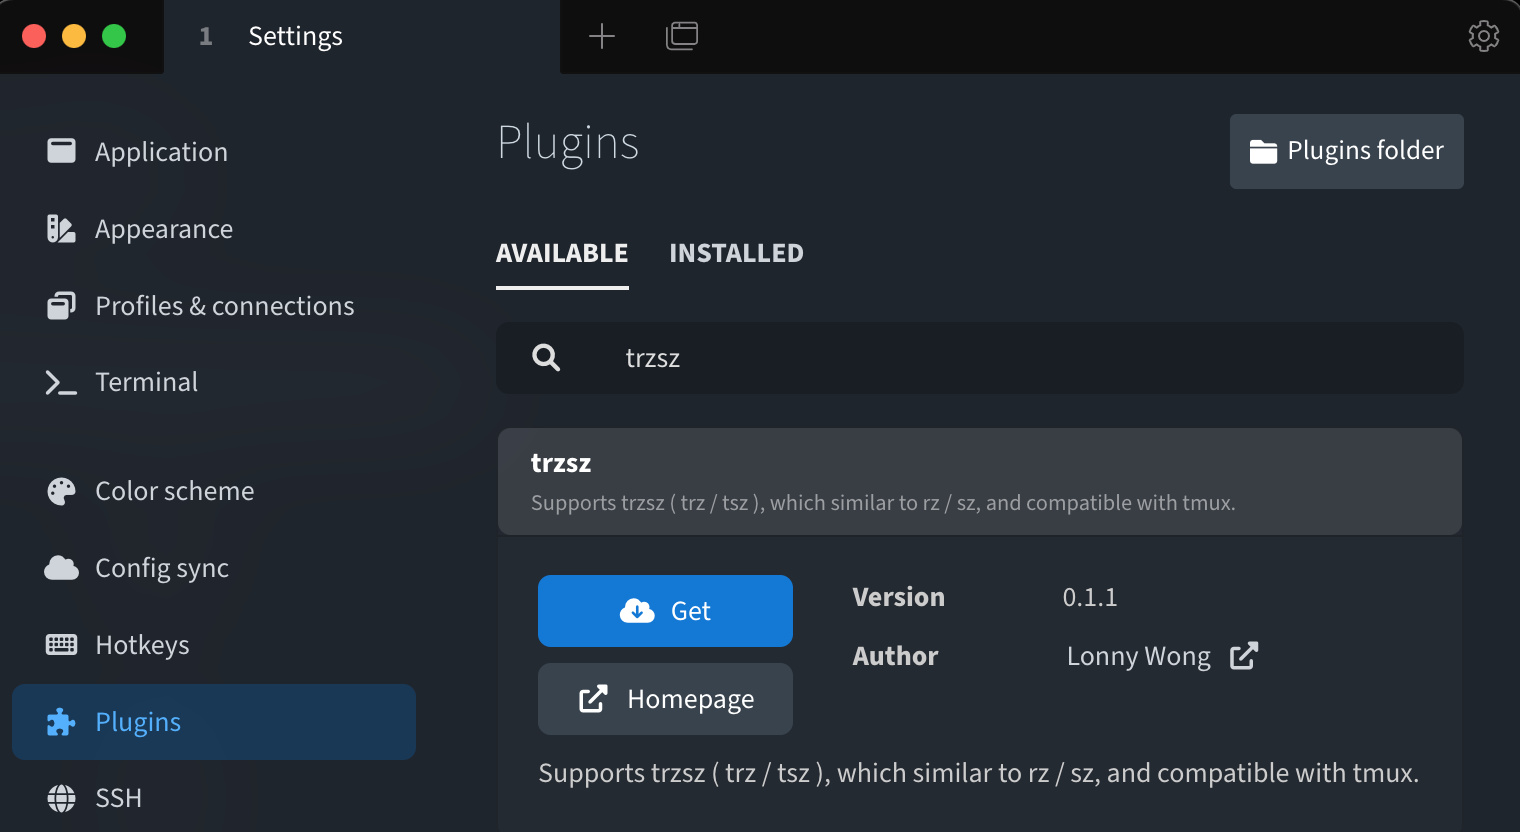 1 Settings
Application
Appearance
Profiles & connections
Terminal
Color scheme
Config sync
Hotkeys
Plugins
SSH
Plugins
Plugins folder
AVAILABLE INSTALLED
trzsz
trzsz
Supports trzsz ( trz / tsz ), which similar to rz / sz, and compatible with tmux.
Get
Homepage
Version 0.1.1
Author Lonny Wong
Supports trzsz ( trz / tsz ), which similar to rz / sz, and compatible with tmux.